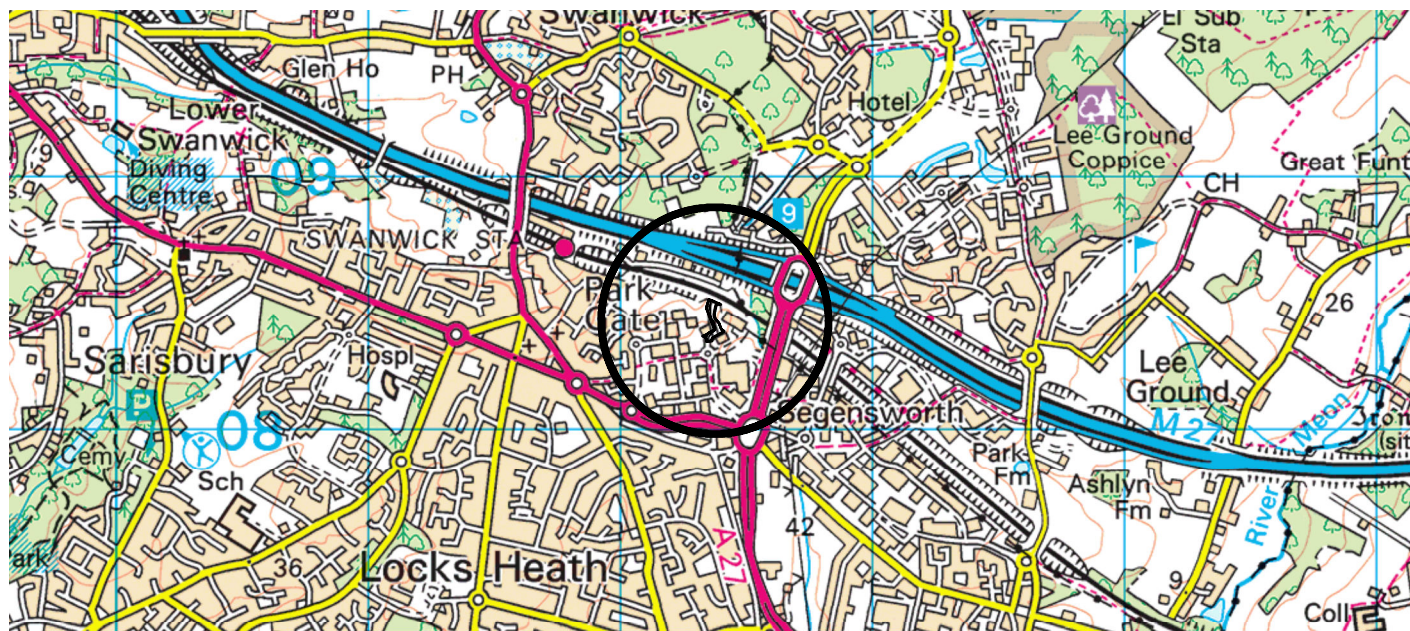 Swanwick
El Sub
Sta
Glen Ho
PH
Hotel
Lower
Swanwick
Lee Ground
Coppice
9
Diving
Centre
09
Great Funt
CH
9
SWANWICK STA
Park
Gate
26
Sarisbury
Hospl
Lee
Ground
B
08
Segensworth
M 27
Meon
(sit
Cemy
Sch
Park
Fm
Ashlyn
Fm
River
ark
A 27
42
36
Locks Heath
9
Coll